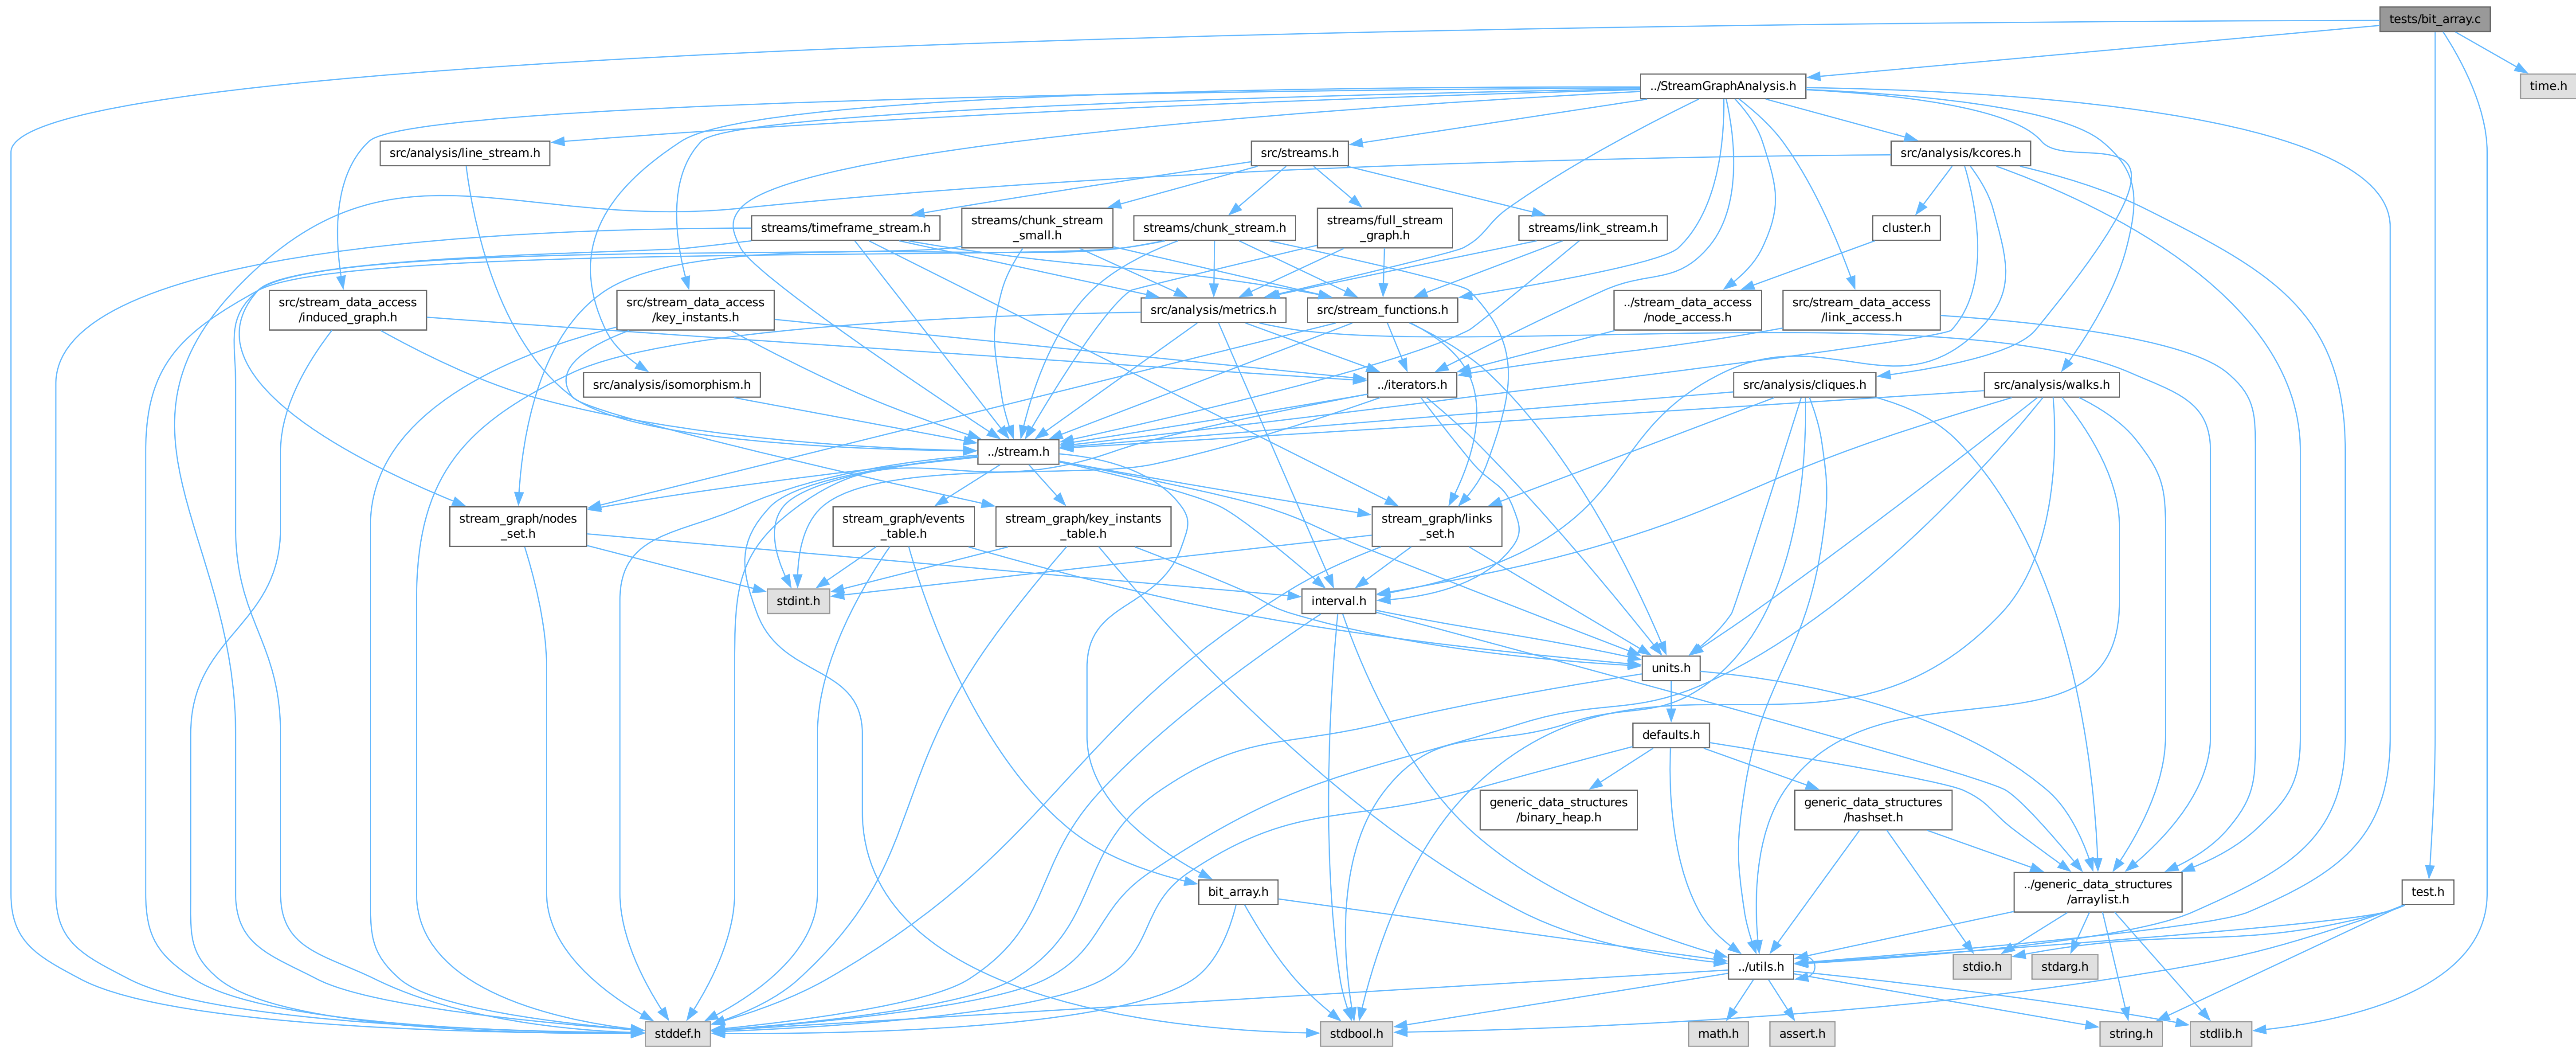 tests/bit_array.c
../StreamGraphAnalysis.h
time.h
src/analysis/line_stream.h
src/streams.h
src/analysis/kcores.h
streams/timeframe_stream.h
streams/chunk_stream
_small.h
streams/chunk_stream.h
streams/full_stream
_graph.h
streams/link_stream.h
cluster.h
src/stream_data_access
/induced_graph.h
src/stream_data_access
/key_instants.h
src/analysis/metrics.h
src/stream_functions.h
../stream_data_access
/node_access.h
src/stream_data_access
/link_access.h
src/analysis/isomorphism.h
../iterators.h
src/analysis/cliques.h
src/analysis/walks.h
../stream.h
stream_graph/nodes
_set.h
stream_graph/events
_table.h
stream_graph/key_instants
_table.h
stream_graph/links
_set.h
stdint.h
interval.h
units.h
defaults.h
generic_data_structures
/binary_heap.h
generic_data_structures
/hashset.h
bit_array.h
../generic_data_structures
/arraylist.h
test.h
../utils.h
stdio.h
stdarg.h
stddef.h
stdbool.h
math.h
assert.h
string.h
stdlib.h